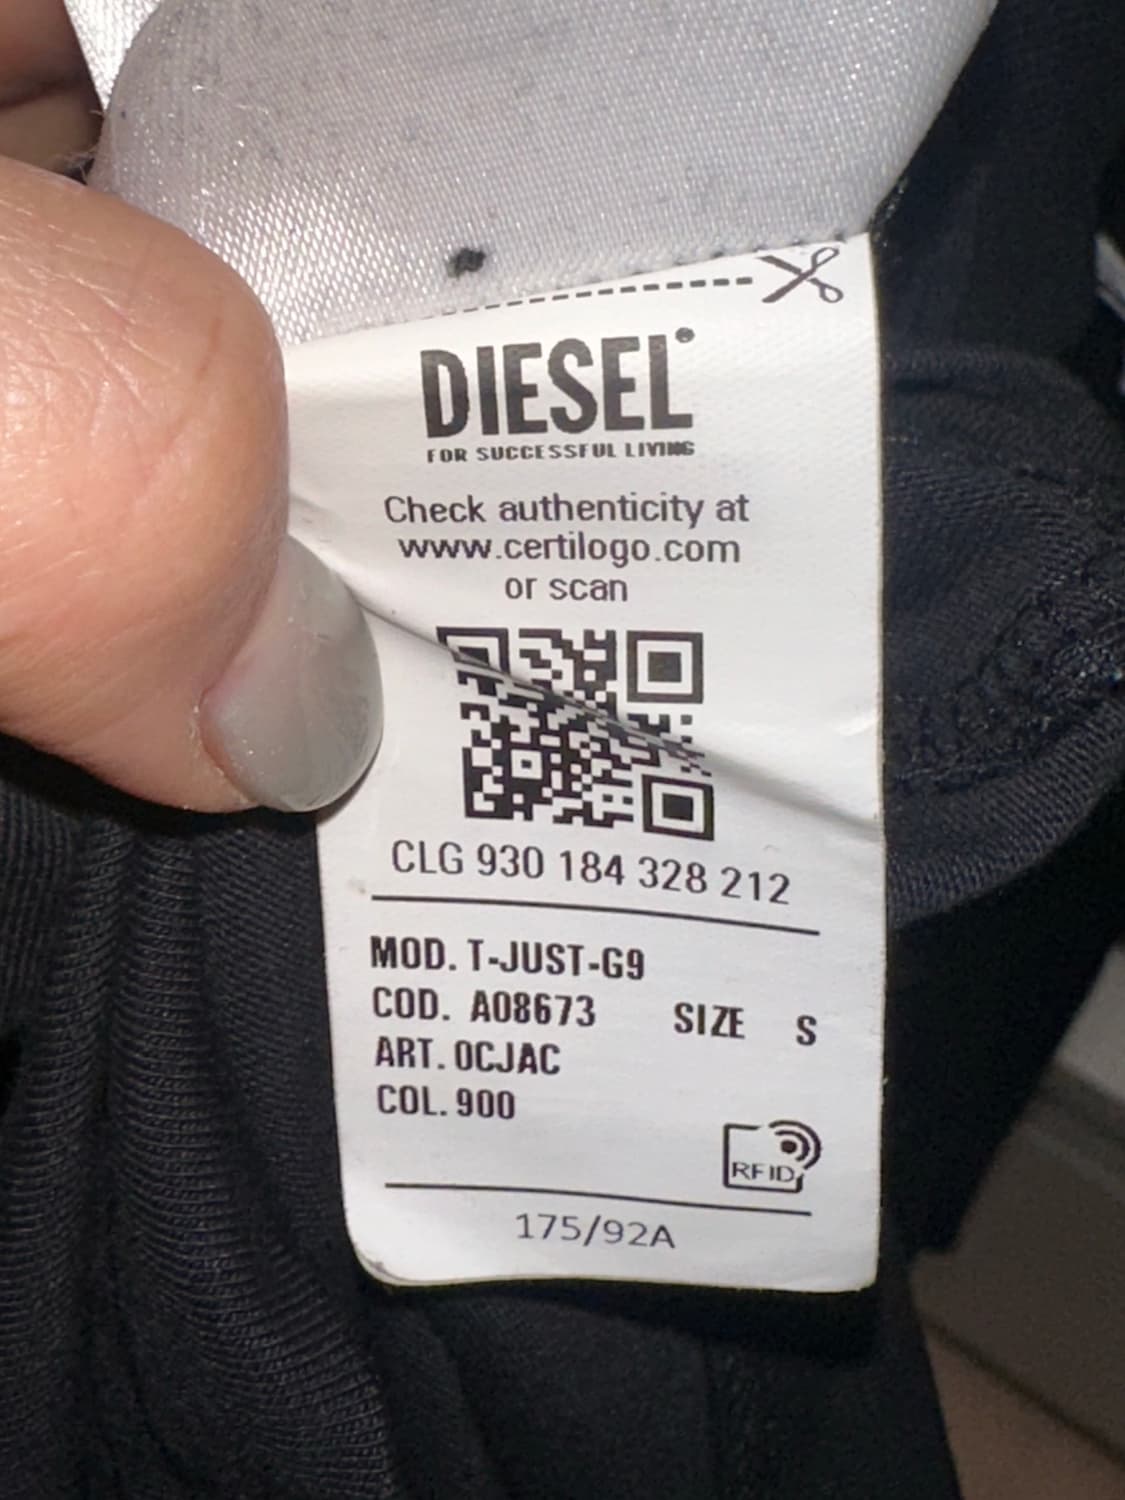 DIESEL
FOR SUCCESSFUL LIVING
Check authenticity at
www.certilogo.com
or scan
CLG 930 184 328 212
MOD. T-JUST-G9
COD. A08673 SIZE S
ART. 0CJAC
COL. 900
RFID
175/92A